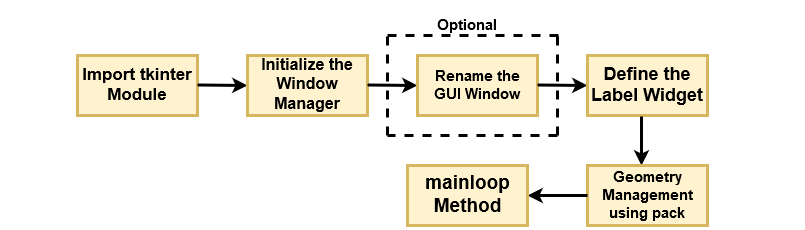 Optional
Import tkinter
Module
Initialize the
Window
Manager
Rename the
GUI Window
Define the
Label Widget
Geometry
Management
using pack
mainloop
Method